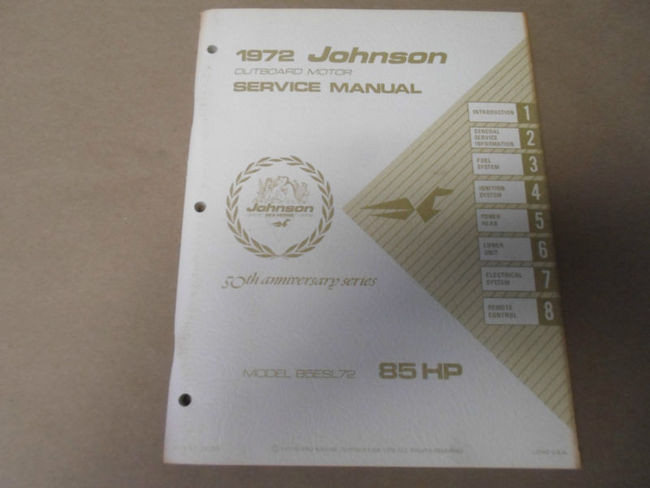 1972 Johnson
OUTBOARD MOTOR
SERVICE MANUAL
INTRODUCTION 1
GENERAL
SERVICE
INFORMATION
2
FUEL
SYSTEM
3
IGNITION
SYSTEM
4
POWER
HEAD
5
LOWER
UNIT
6
ELECTRICAL
SYSTEM
7
REMOTE
CONTROL
8
Johnson
50th anniversary series
MODEL 85ESL72 85 HP